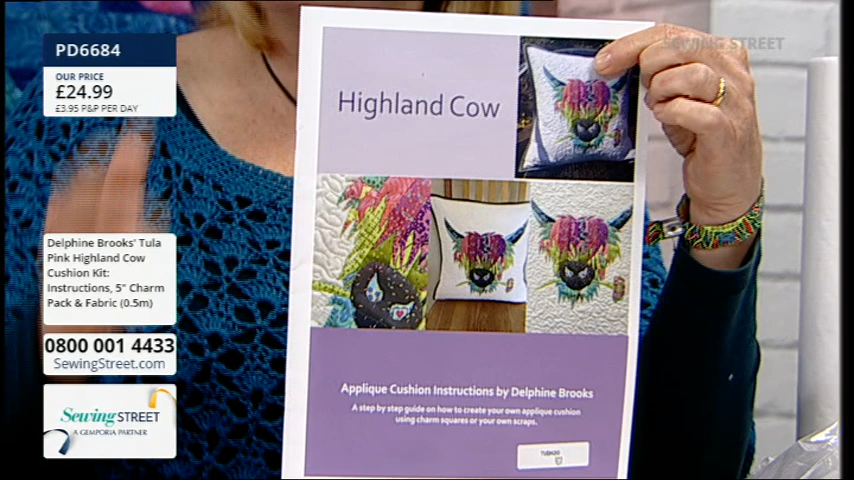 PD6684
OUR PRICE
£24.99
£3.95 P&P PER DAY
SEWING STREET
Highland Cow
Delphine Brooks' Tula
Pink Highland Cow
Cushion Kit:
Instructions, 5" Charm
Pack & Fabric (0.5m)
0800 001 4433
SewingStreet.com
Sewing STREET
A GEMPORIA PARTNER
Applique Cushion Instructions by Delphine Brooks
A step by step guide on how to create your own applique cushion
using charm squares or your own scraps.